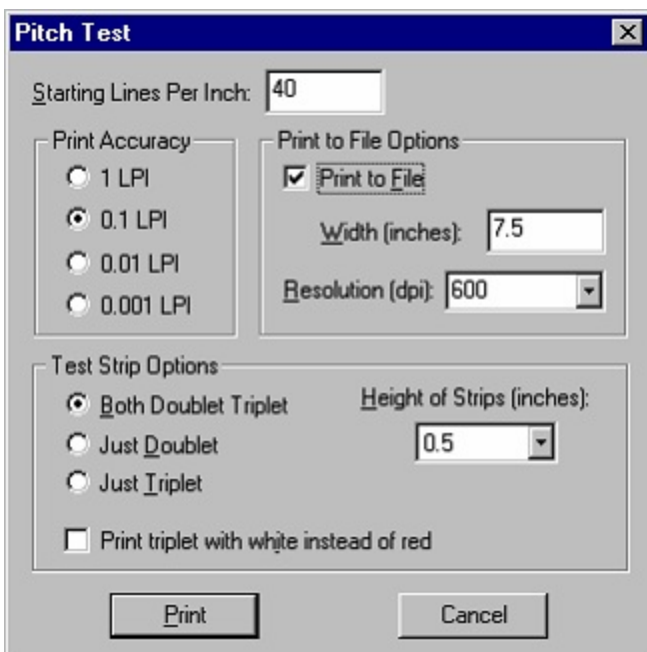 Pitch Test
Starting Lines Per Inch: 40
Print Accuracy
1 LPI
0.1 LPI
0.01 LPI
0.001 LPI
Print to File Options
Print to File
Width (inches): 7.5
Resolution (dpi): 600
Test Strip Options
Both Doublet Triplet
Just Doublet
Just Triplet
Height of Strips (inches):
0.5
Print triplet with white instead of red
Print
Cancel